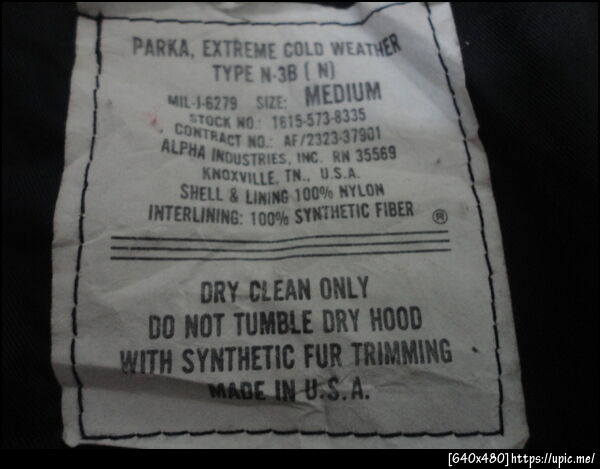 PARKA, EXTREME COLD WEATHER
TYPE N-3B (N)
MIL-J-6279 SIZE: MEDIUM
STOCK NO.: 1615-573-8335
CONTRACT NO.: AF/2323-37901
ALPHA INDUSTRIES, INC. RN 35569
KNOXVILLE, TN., U.S.A.
SHELL & LINING 100% NYLON
INTERLINING: 100% SYNTHETIC FIBER ®
DRY CLEAN ONLY
DO NOT TUMBLE DRY HOOD
WITH SYNTHETIC FUR TRIMMING
MADE IN U.S.A.
[640x480]https://upic.me/